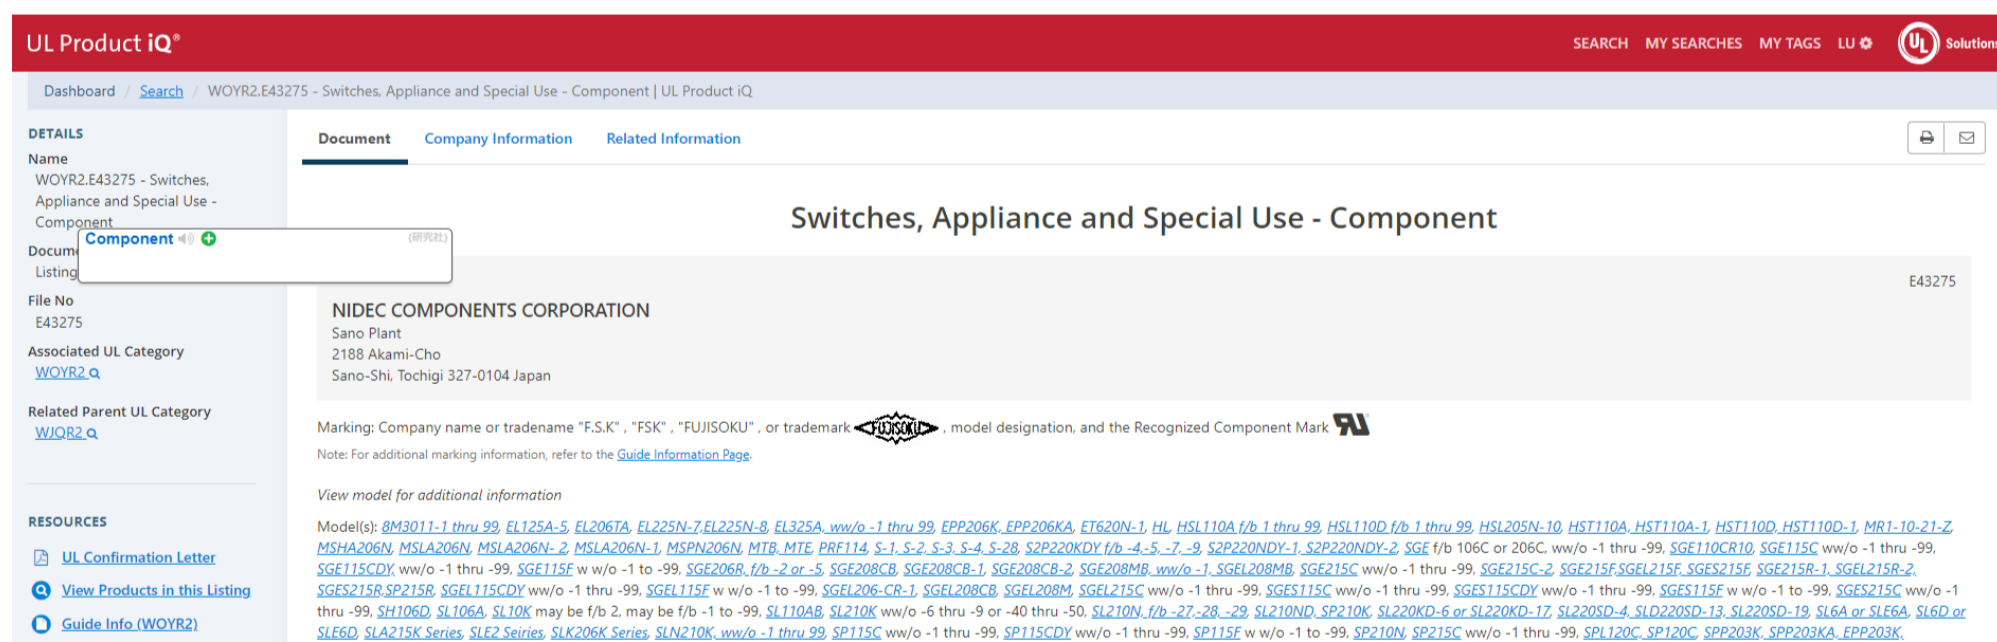 UL Product iQ®
SEARCH MY SEARCHES MY TAGS LU
UL Solutions
Dashboard / Search / WOYR2.E43275 - Switches, Appliance and Special Use - Component | UL Product iQ
DETAILS
Name
WOYR2.E43275 - Switches,
Appliance and Special Use -
Component
Component (研究社)
Docum
Listing
File No
E43275
Associated UL Category
WOYR2
Related Parent UL Category
WJQR2
RESOURCES
UL Confirmation Letter
View Products in this Listing
Guide Info (WOYR2)
Document Company Information Related Information
Switches, Appliance and Special Use - Component
E43275
NIDEC COMPONENTS CORPORATION
Sano Plant
2188 Akami-Cho
Sano-Shi, Tochigi 327-0104 Japan
Marking: Company name or tradename "F.S.K" , "FSK" , "FUJISOKU" , or trademark FUJISOKU , model designation, and the Recognized Component Mark
Note: For additional marking information, refer to the Guide Information Page.
View model for additional information
Model(s): 8M3011-1 thru 99, EL125A-5, EL206TA, EL225N-7,EL225N-8, EL325A, ww/o -1 thru 99, EPP206K, EPP206KA, ET620N-1, HL, HSL110A f/b 1 thru 99, HSL110D f/b 1 thru 99, HSL205N-10, HST110A, HST110A-1, HST110D, HST110D-1, MR1-10-21-Z,
MSHA206N, MSLA206N, MSLA206N- 2, MSLA206N-1, MSPN206N, MTB, MTE, PRF114, S-1, S-2, S-3, S-4, S-28, S2P220KDY f/b -4,-5, -7, -9, S2P220NDY-1, S2P220NDY-2, SGE f/b 106C or 206C, ww/o -1 thru -99, SGE110CR10, SGE115C ww/o -1 thru -99,
SGE115CDY, ww/o -1 thru -99, SGE115F w w/o -1 to -99, SGE206R, f/b -2 or -5, SGE208CB, SGE208CB-1, SGE208CB-2, SGE208MB, ww/o -1, SGEL208MB, SGE215C ww/o -1 thru -99, SGE215C-2, SGE215F,SGEL215F, SGES215F, SGE215R-1, SGEL215R-2,
SGES215R,SP215R, SGEL115CDY ww/o -1 thru -99, SGEL115F w w/o -1 to -99, SGEL206-CR-1, SGEL208CB, SGEL208M, SGEL215C ww/o -1 thru -99, SGES115C ww/o -1 thru -99, SGES115CDY ww/o -1 thru -99, SGES115F w w/o -1 to -99, SGES215C ww/o -1
thru -99, SH106D, SL106A, SL10K may be f/b 2, may be f/b -1 to -99, SL110AB, SL210K ww/o -6 thru -9 or -40 thru -50, SL210N, f/b -27,-28, -29, SL210ND, SP210K, SL220KD-6 or SL220KD-17, SL220SD-4, SLD220SD-13, SL220SD-19, SL6A or SLE6A, SL6D or
SLE6D, SLA215K Series, SLE2 Seiries, SLK206K Series, SLN210K, ww/o -1 thru 99, SP115C ww/o -1 thru -99, SP115CDY ww/o -1 thru -99, SP115F w w/o -1 to -99, SP210N, SP215C ww/o -1 thru -99, SPL120C, SP120C, SPP203K, SPP203KA, EPP203K,